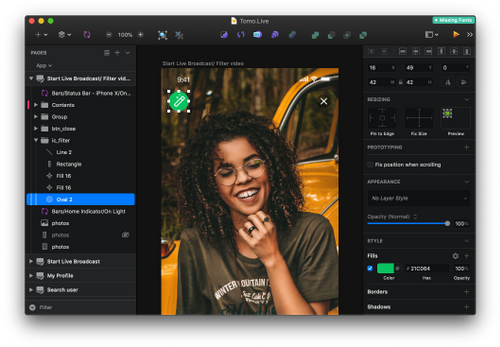 Tomo.Live
Missing Fonts
100%
PAGES
App
Start Live Broadcast/ Filter vid...
Bars/Status Bar - iPhone X/On...
Contents
Group
btn_close
ic_filter
Line 2
Rectangle
Fill 16
Fill 16
Oval 2
Bars/Home Indicator/On Light
photos
photos
photos
Start Live Broadcast
My Profile
Search user
Filter
Start Live Broadcast/ Filter video
9:41
16
49
0
42
42
RESIZING
Fix to Edge
Fix Size
Preview
PROTOTYPING
Fix position when scrolling
APPEARANCE
No Layer Style
Opacity (Normal)
100%
STYLE
Fills
21CD64
100%
Color
Hex
Opacity
Borders
Shadows